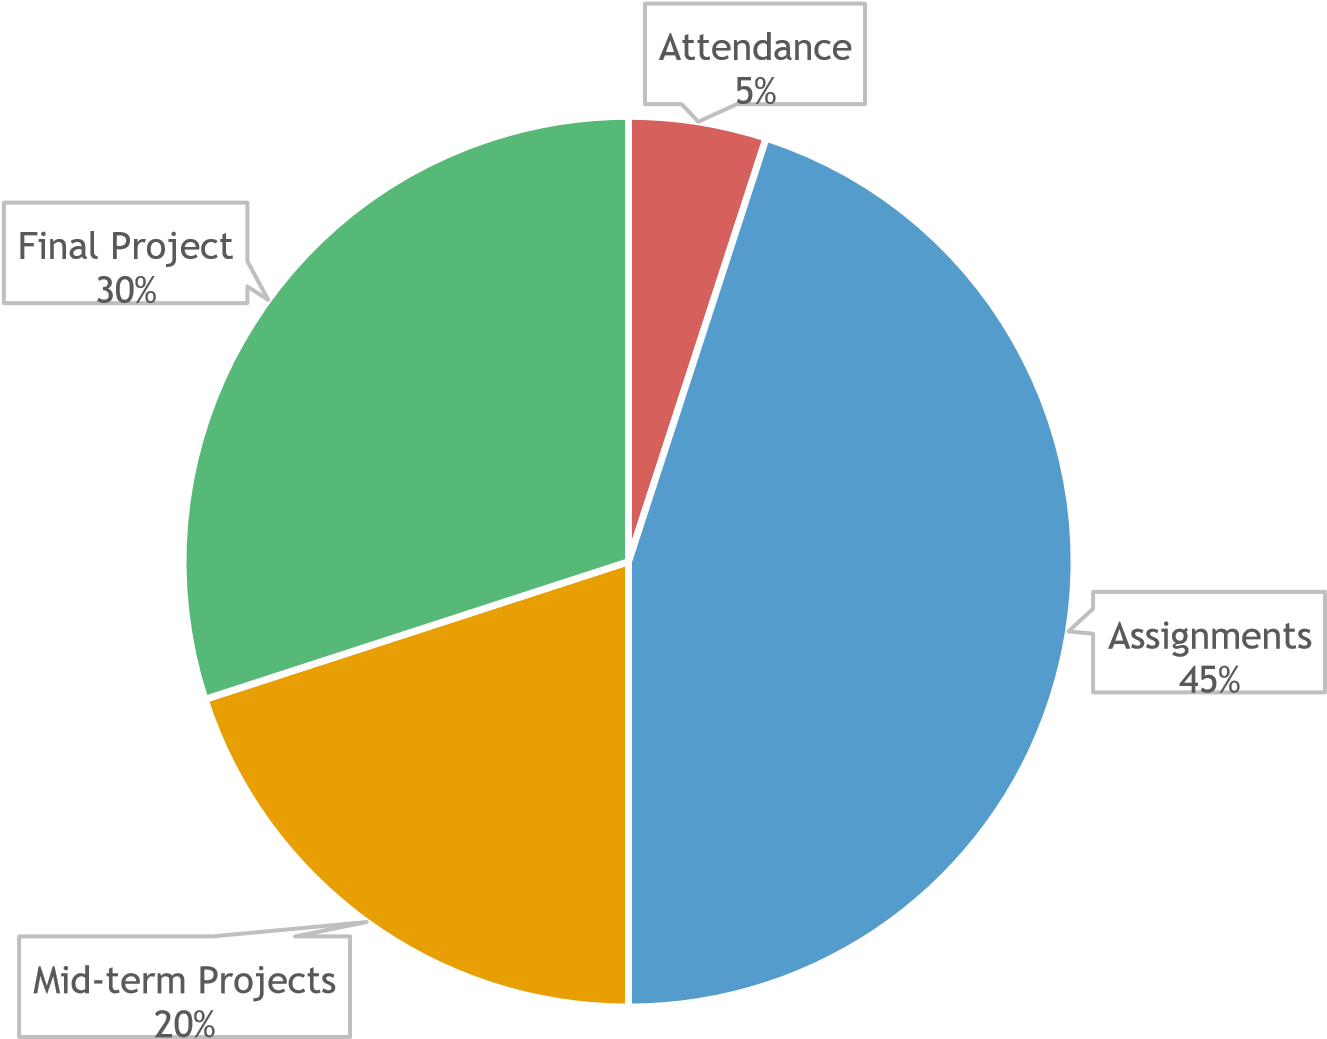 Attendance
5%
Final Project
30%
Assignments
45%
Mid-term Projects
20%